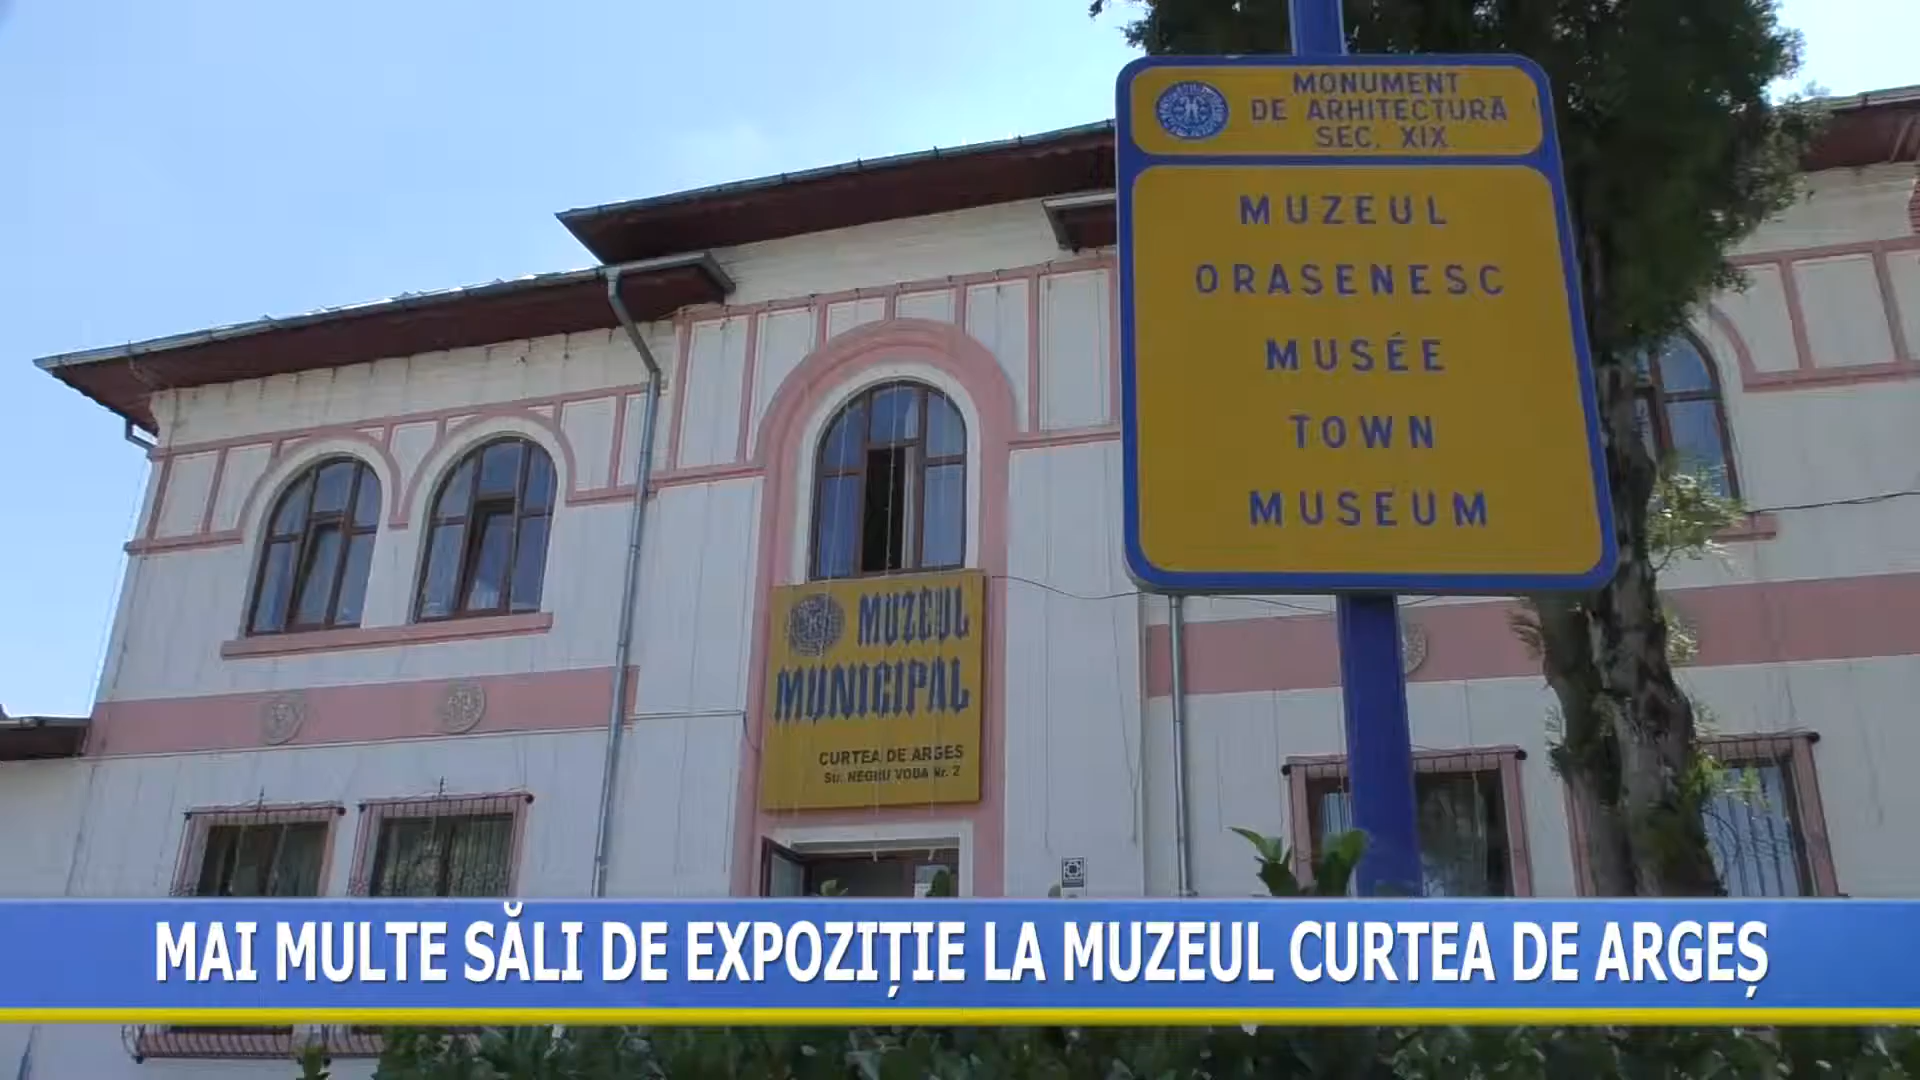 MONUMENT
DE ARHITECTURĂ
SEC. XIX
MUZEUL
ORASENESC
MUSÉE
TOWN
MUSEUM
MUZEUL
MUNICIPAL
CURTEA DE ARGES
Str. NEGRU VODA Nr. 2
MAI MULTE SĂLI DE EXPOZIȚIE LA MUZEUL CURTEA DE ARGEȘ